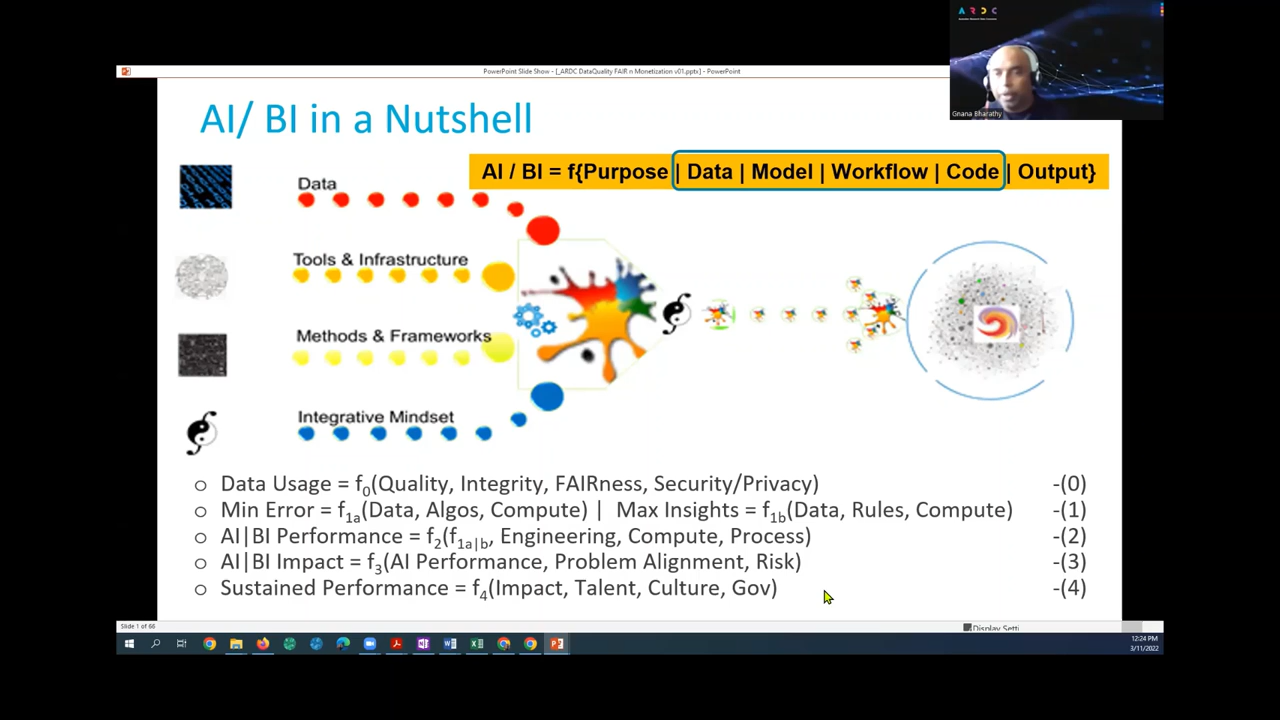 A R D C
Gnana Bharathy
PowerPoint Slide Show - [_ARDC DataQuality FAIR n Monetization v01.pptx] - PowerPoint
AI/ BI in a Nutshell
AI / BI = f{Purpose | Data | Model | Workflow | Code | Output}
Data
Tools & Infrastructure
Methods & Frameworks
Integrative Mindset
o Data Usage = f0(Quality, Integrity, FAIRness, Security/Privacy) -(0)
o Min Error = f1a(Data, Algos, Compute) | Max Insights = f1b(Data, Rules, Compute) -(1)
o AI|BI Performance = f2(f1a|b, Engineering, Compute, Process) -(2)
o AI|BI Impact = f3(AI Performance, Problem Alignment, Risk) -(3)
o Sustained Performance = f4(Impact, Talent, Culture, Gov) -(4)
Slide 1 of 66
Display Setti
12:24 PM
3/11/2022